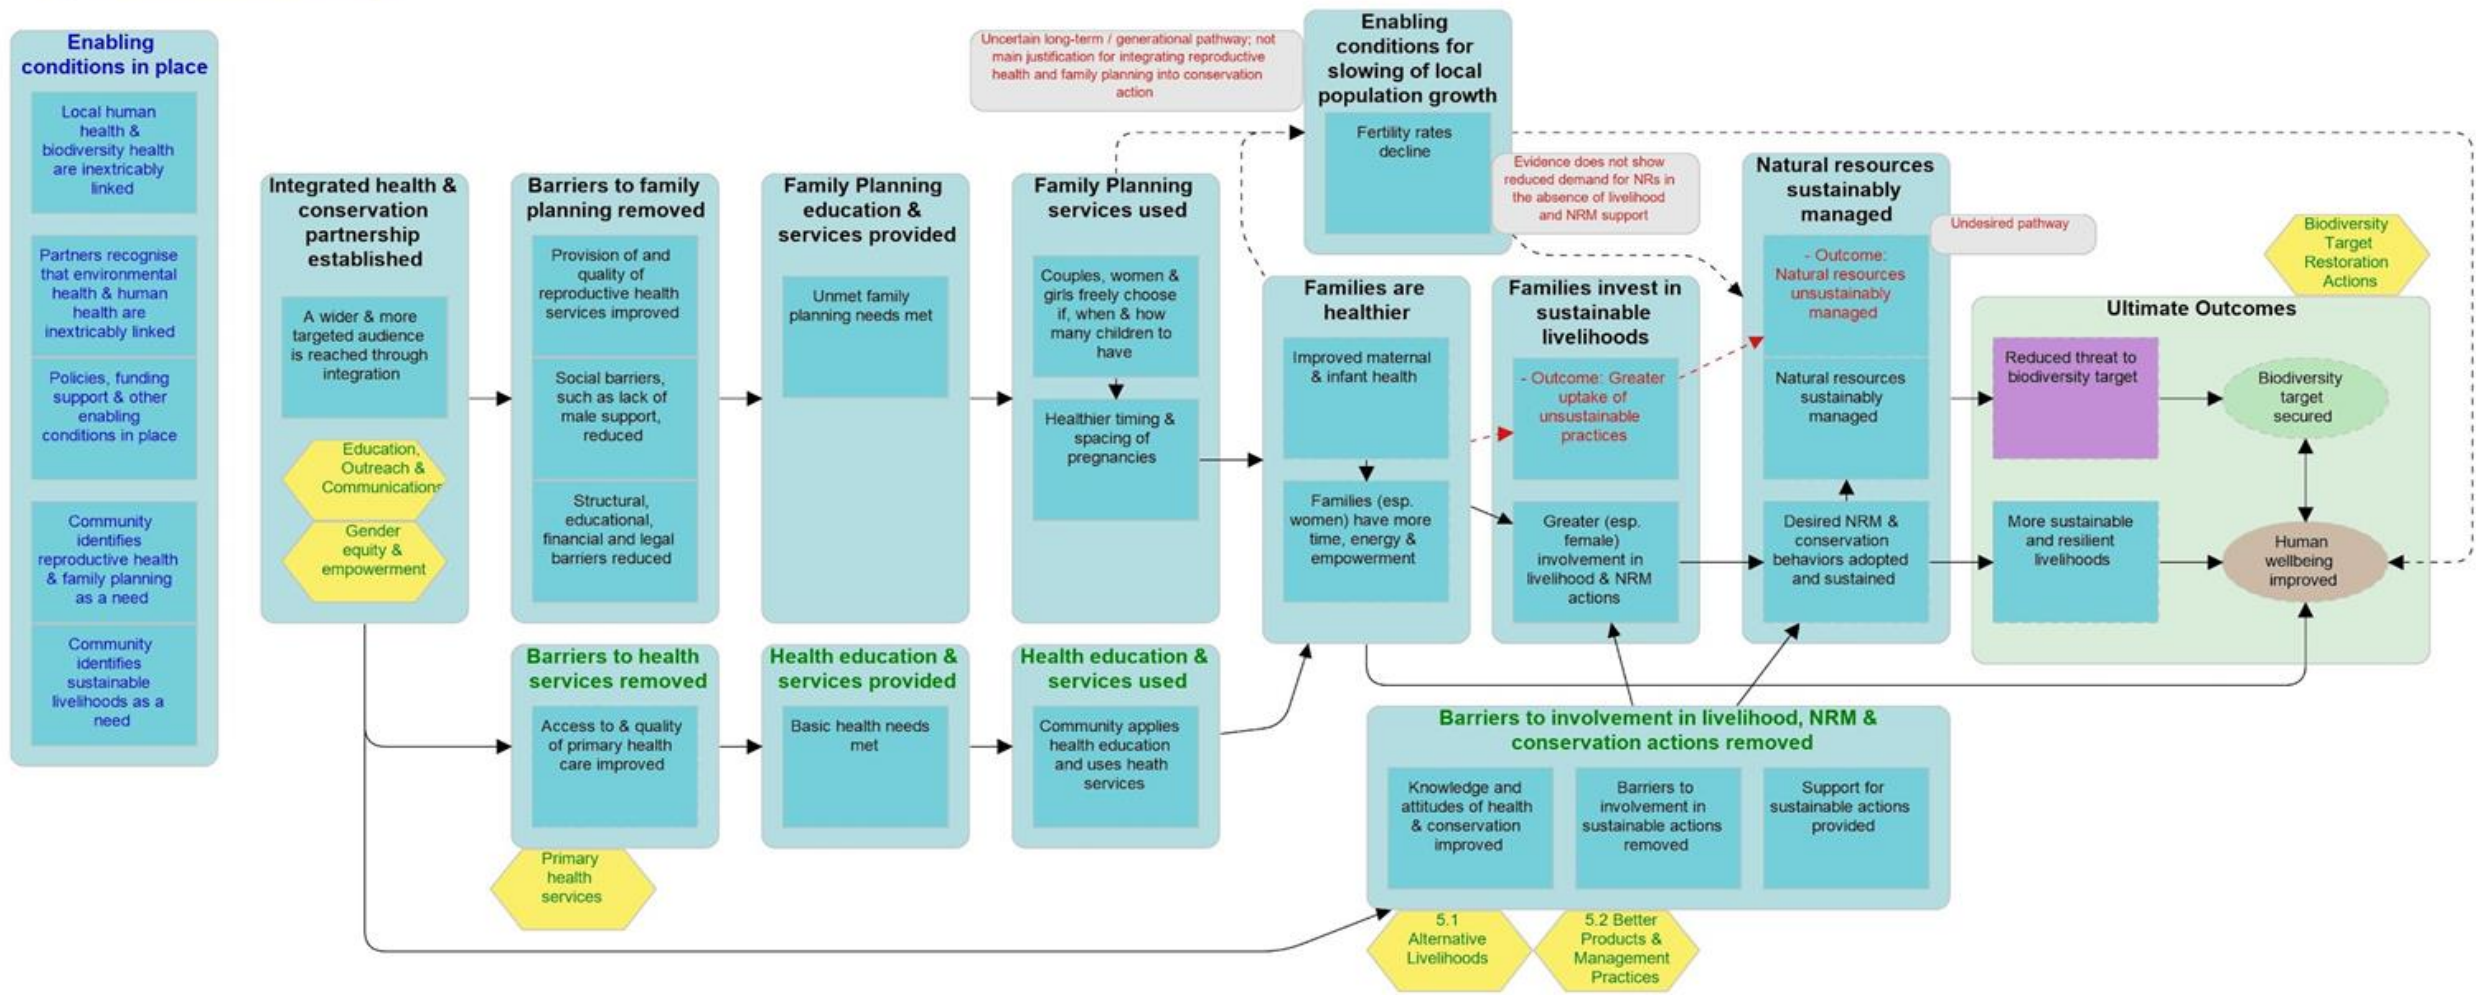 Enabling
conditions in place
Local human
health &
biodiversity health
are inextricably
linked
Partners recognise
that environmental
health & human
health are
inextricably linked
Policies, funding
support & other
enabling
conditions in place
Community
identifies
reproductive health
& family planning
as a need
Community
identifies
sustainable
livelihoods as a
need
Integrated health &
conservation
partnership
established
A wider & more
targeted audience
is reached through
integration
Education,
Outreach &
Communications
Gender
equity &
empowerment
Barriers to family
planning removed
Provision of and
quality of
reproductive health
services improved
Social barriers,
such as lack of
male support,
reduced
Structural,
educational,
financial and legal
barriers reduced
Family Planning
education &
services provided
Unmet family
planning needs met
Family Planning
services used
Couples, women &
girls freely choose
if, when & how
many children to
have
Healthier timing &
spacing of
pregnancies
Barriers to health
services removed
Access to & quality
of primary health
care improved
Primary
health
services
Health education &
services provided
Basic health needs
met
Health education &
services used
Community applies
health education
and uses heath
services
Uncertain long-term / generational pathway; not
main justification for integrating reproductive
health and family planning into conservation
action
Enabling
conditions for
slowing of local
population growth
Fertility rates
decline
Evidence does not show
reduced demand for NRs in
the absence of livelihood
and NRM support
Families are
healthier
Improved maternal
& infant health
Families (esp.
women) have more
time, energy &
empowerment
Families invest in
sustainable
livelihoods
- Outcome: Greater
uptake of
unsustainable
practices
Greater (esp.
female)
involvement in
livelihood & NRM
actions
Natural resources
sustainably
managed
- Outcome:
Natural resources
unsustainably
managed
Natural resources
sustainably
managed
Desired NRM &
conservation
behaviors adopted
and sustained
Undesired pathway
Biodiversity
Target
Restoration
Actions
Ultimate Outcomes
Reduced threat to
biodiversity target
Biodiversity
target
secured
More sustainable
and resilient
livelihoods
Human
wellbeing
improved
Barriers to involvement in livelihood, NRM &
conservation actions removed
Knowledge and
attitudes of health
& conservation
improved
Barriers to
involvement in
sustainable actions
removed
Support for
sustainable actions
provided
5.1
Alternative
Livelihoods
5.2 Better
Products &
Management
Practices